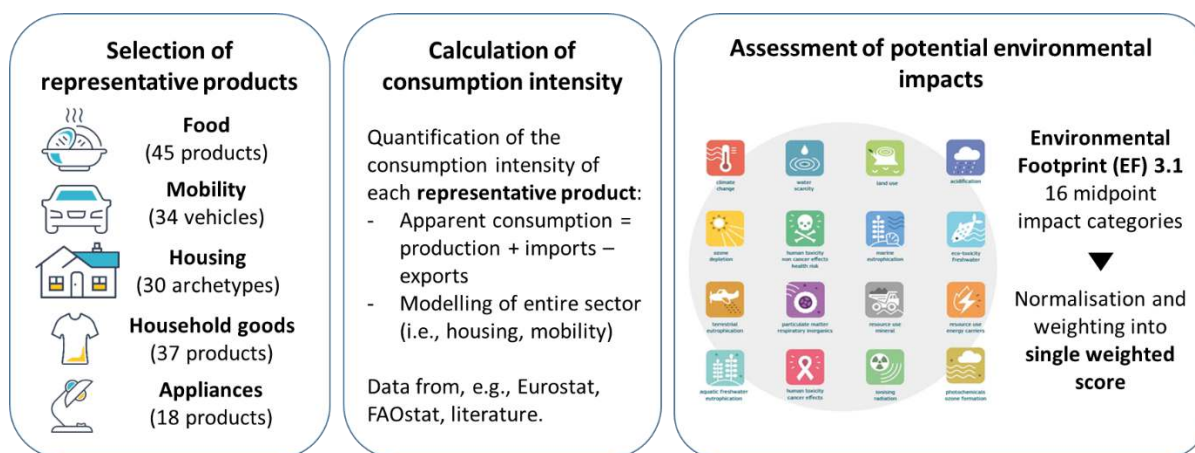 Selection of
representative products
Food
(45 products)
Mobility
(34 vehicles)
Housing
(30 archetypes)
Household goods
(37 products)
Appliances
(18 products)
Calculation of
consumption intensity
Quantification of the
consumption intensity of
each representative product:
- Apparent consumption =
production + imports –
exports
- Modelling of entire sector
(i.e., housing, mobility)
Data from, e.g., Eurostat,
FAOstat, literature.
Assessment of potential environmental
impacts
climate
change
water
scarcity
land use
acidification
ozone
depletion
human toxicity
non cancer effects
health risk
marine
eutrophication
eco-toxicity
freshwater
terrestrial
eutrophication
particulate matter
respiratory inorganics
resource use
mineral
resource use
energy carriers
aquatic freshwater
eutrophication
human toxicity
cancer effects
ionising
radiation
photochemical
ozone formation
Environmental
Footprint (EF) 3.1
16 midpoint
impact categories
Normalisation and
weighting into
single weighted
score